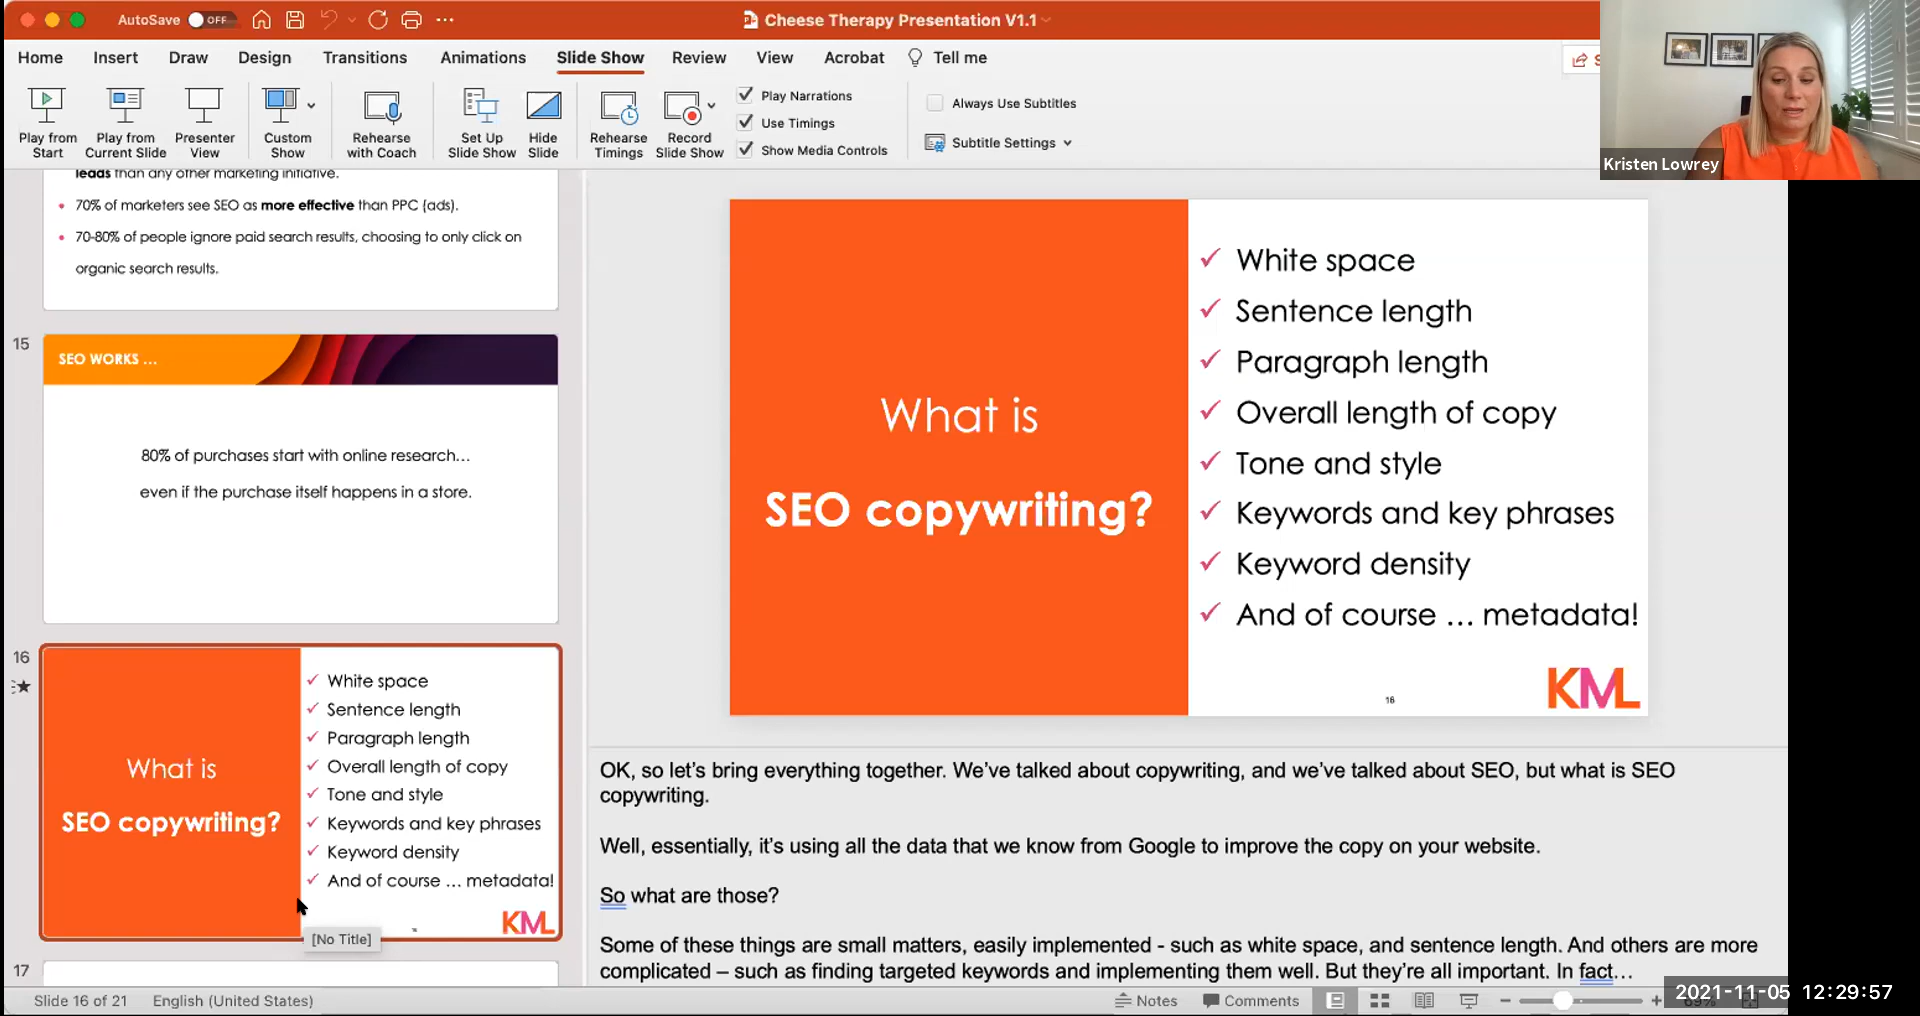 AutoSave OFF
Cheese Therapy Presentation V1.1
Home Insert Draw Design Transitions Animations Slide Show Review View Acrobat Tell me
Play from Start
Play from Current Slide
Presenter View
Custom Show
Rehearse with Coach
Set Up Slide Show
Hide Slide
Rehearse Timings
Record Slide Show
Play Narrations
Use Timings
Show Media Controls
Always Use Subtitles
Subtitle Settings
Kristen Lowrey
leads than any other marketing initiative.
• 70% of marketers see SEO as more effective than PPC (ads).
• 70-80% of people ignore paid search results, choosing to only click on
organic search results.
15
SEO WORKS ...
80% of purchases start with online research...
even if the purchase itself happens in a store.
16
What is
SEO copywriting?
✓ White space
✓ Sentence length
✓ Paragraph length
✓ Overall length of copy
✓ Tone and style
✓ Keywords and key phrases
✓ Keyword density
✓ And of course ... metadata!
KML
[No Title]
17
What is
SEO copywriting?
✓ White space
✓ Sentence length
✓ Paragraph length
✓ Overall length of copy
✓ Tone and style
✓ Keywords and key phrases
✓ Keyword density
✓ And of course ... metadata!
16
KML
OK, so let's bring everything together. We've talked about copywriting, and we've talked about SEO, but what is SEO
copywriting.
Well, essentially, it's using all the data that we know from Google to improve the copy on your website.
So what are those?
Some of these things are small matters, easily implemented - such as white space, and sentence length. And others are more
complicated – such as finding targeted keywords and implementing them well. But they're all important. In fact...
Slide 16 of 21 English (United States) Notes Comments
2021-11-05 12:29:57